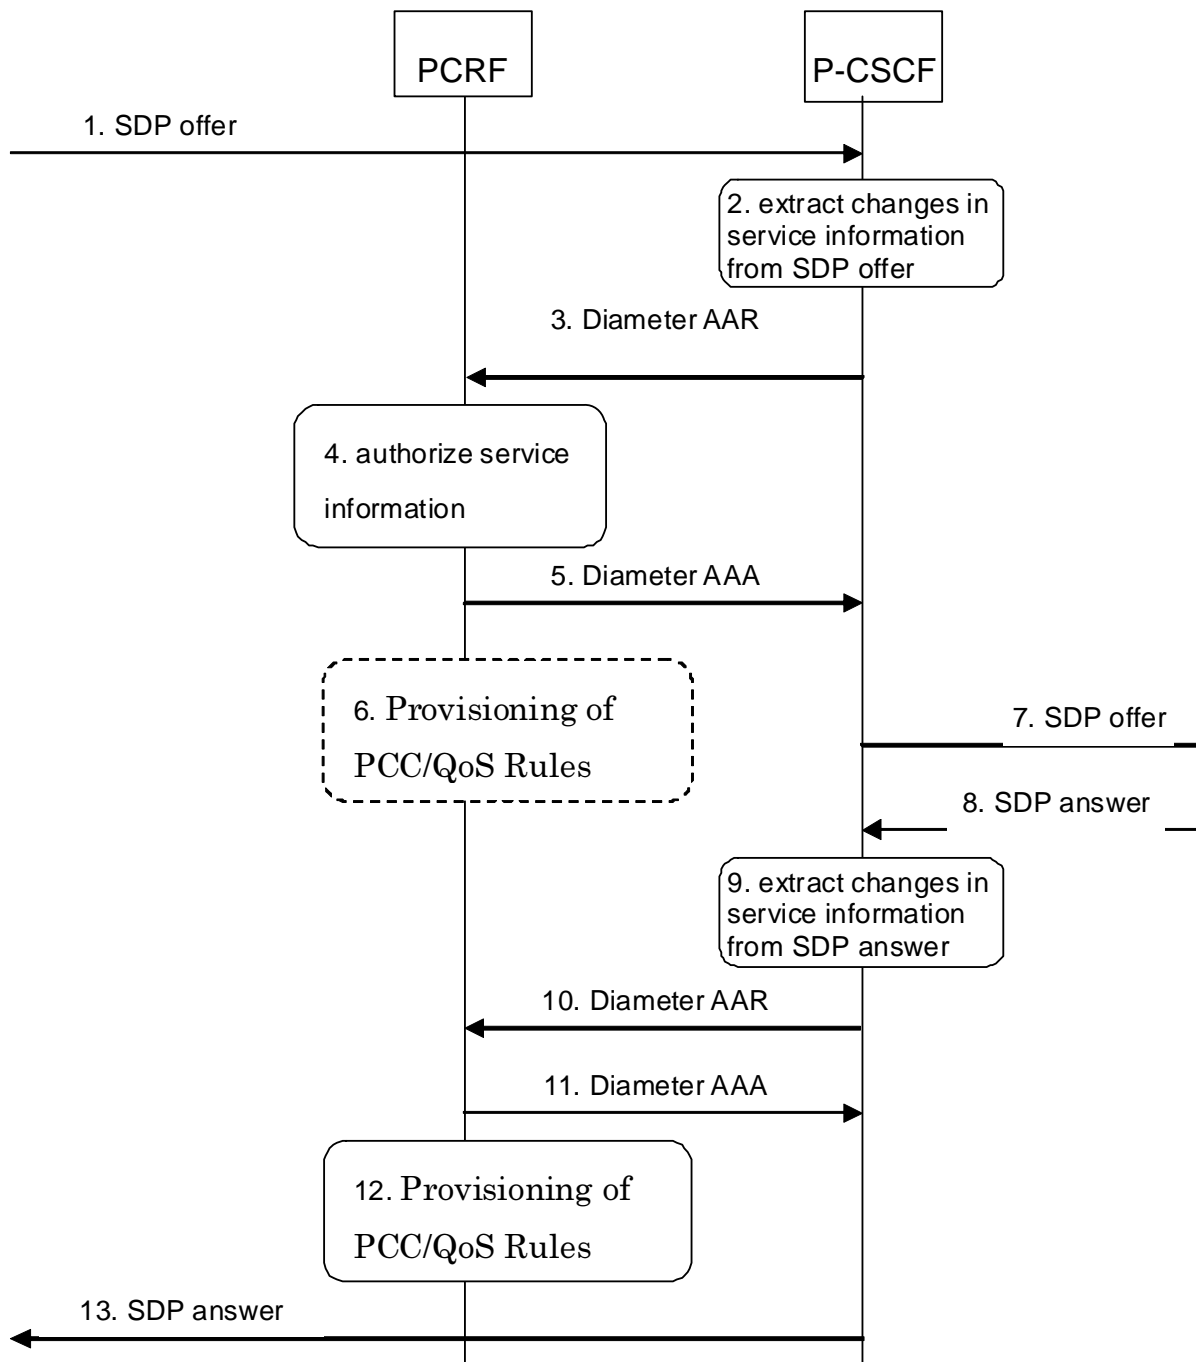 PCRF
P-CSCF
1. SDP offer
2. extract changes in
service information
from SDP offer
3. Diameter AAR
4. authorize service
information
5. Diameter AAA
6. Provisioning of
PCC/QoS Rules
7. SDP offer
8. SDP answer
9. extract changes in
service information
from SDP answer
10. Diameter AAR
11. Diameter AAA
12. Provisioning of
PCC/QoS Rules
13. SDP answer